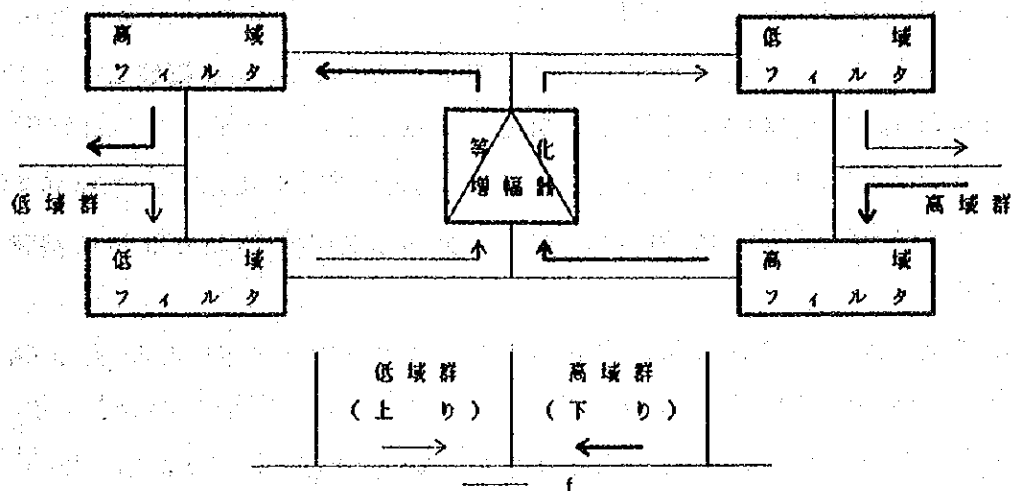 高域
フィルタ
低域
フィルタ
等化
増幅器
低域群
高域群
低域
フィルタ
高域
フィルタ
低域群
高域群
(上り)
(下り)
f